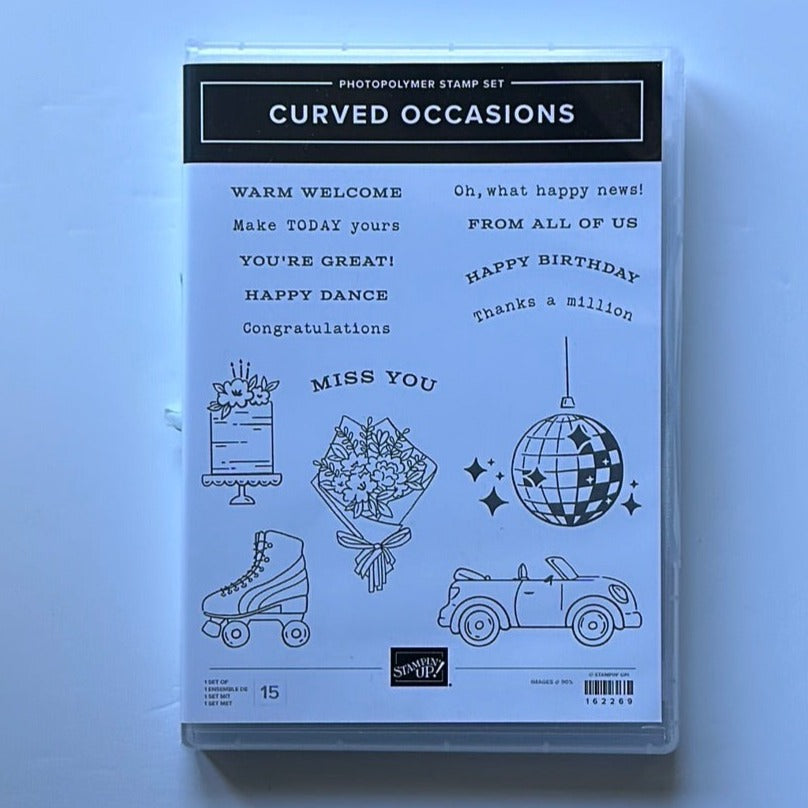 PHOTOPOLYMER STAMP SET
CURVED OCCASIONS
WARM WELCOME
Make TODAY yours
YOU'RE GREAT!
HAPPY DANCE
Congratulations
Oh, what happy news!
FROM ALL OF US
HAPPY BIRTHDAY
Thanks a million
MISS YOU
STAMPIN' UP!
1 SET OF
1 ENSEMBLE DE
1 SET MIT
1 SET MET
15
IMAGES @ 90%
© STAMPIN' UP!
162269